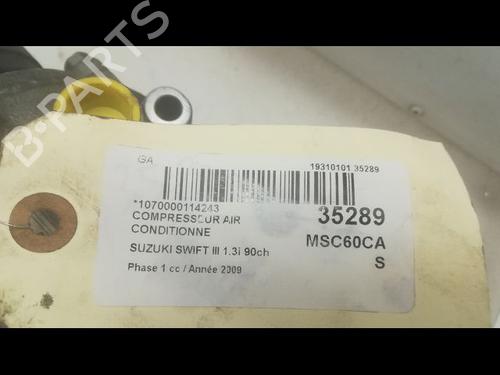 B-PARTS
GA
19310101 35289
*1070000114243
COMPRESSEUR AIR
CONDITIONNE
35289
MSC60CA
S
SUZUKI SWIFT III 1.3i 90ch
Phase 1 cc / Année 2009